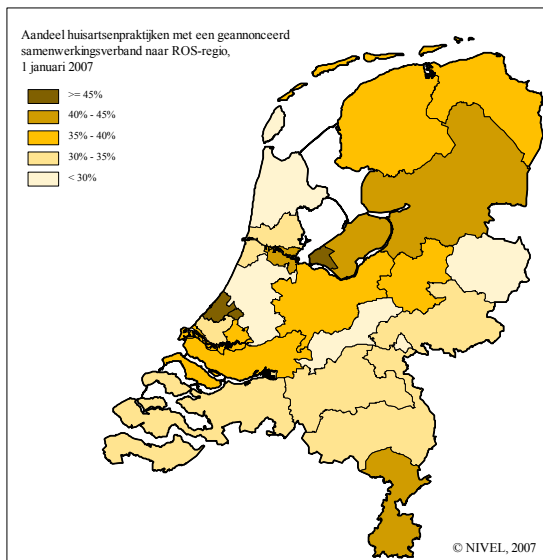 Aandeel huisartsenpraktijken met een geannonceerd
samenwerkingsverband naar ROS-regio,
1 januari 2007
>= 45%
40% - 45%
35% - 40%
30% - 35%
< 30%
© NIVEL, 2007